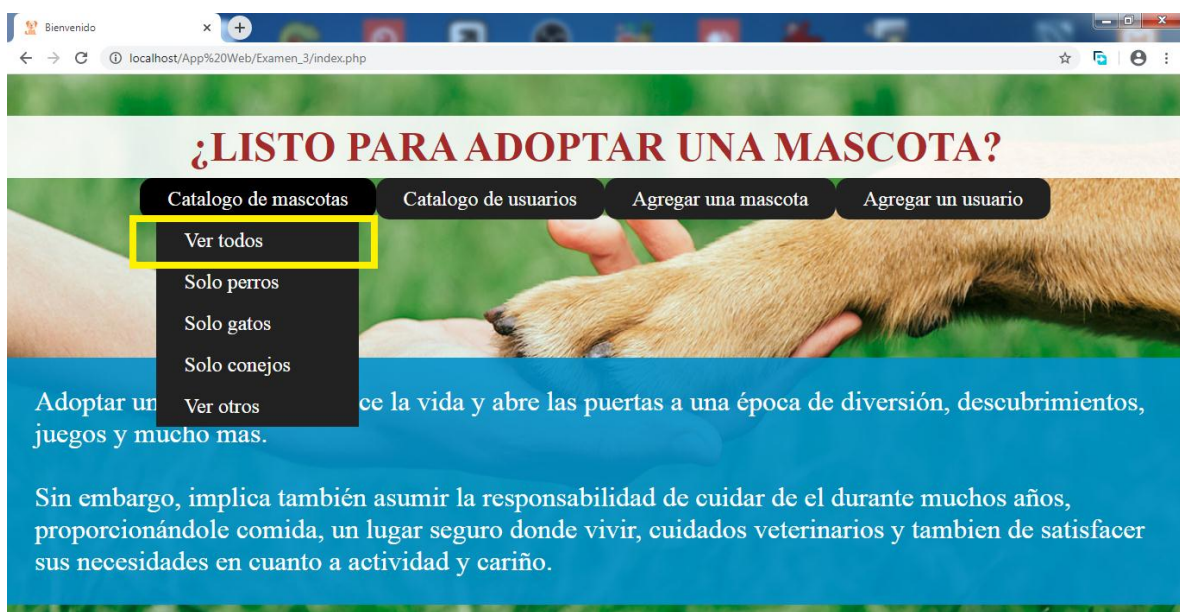 Bienvenido
localhost/App%20Web/Examen_3/index.php
¿LISTO PARA ADOPTAR UNA MASCOTA?
Catalogo de mascotas Catalogo de usuarios Agregar una mascota Agregar un usuario
Ver todos
Solo perros
Solo gatos
Solo conejos
Ver otros
Adoptar ce la vida y abre las puertas a una época de diversión, descubrimientos,
juegos y mucho mas.
Sin embargo, implica también asumir la responsabilidad de cuidar de el durante muchos años,
proporcionándole comida, un lugar seguro donde vivir, cuidados veterinarios y tambien de satisfacer
sus necesidades en cuanto a actividad y cariño.